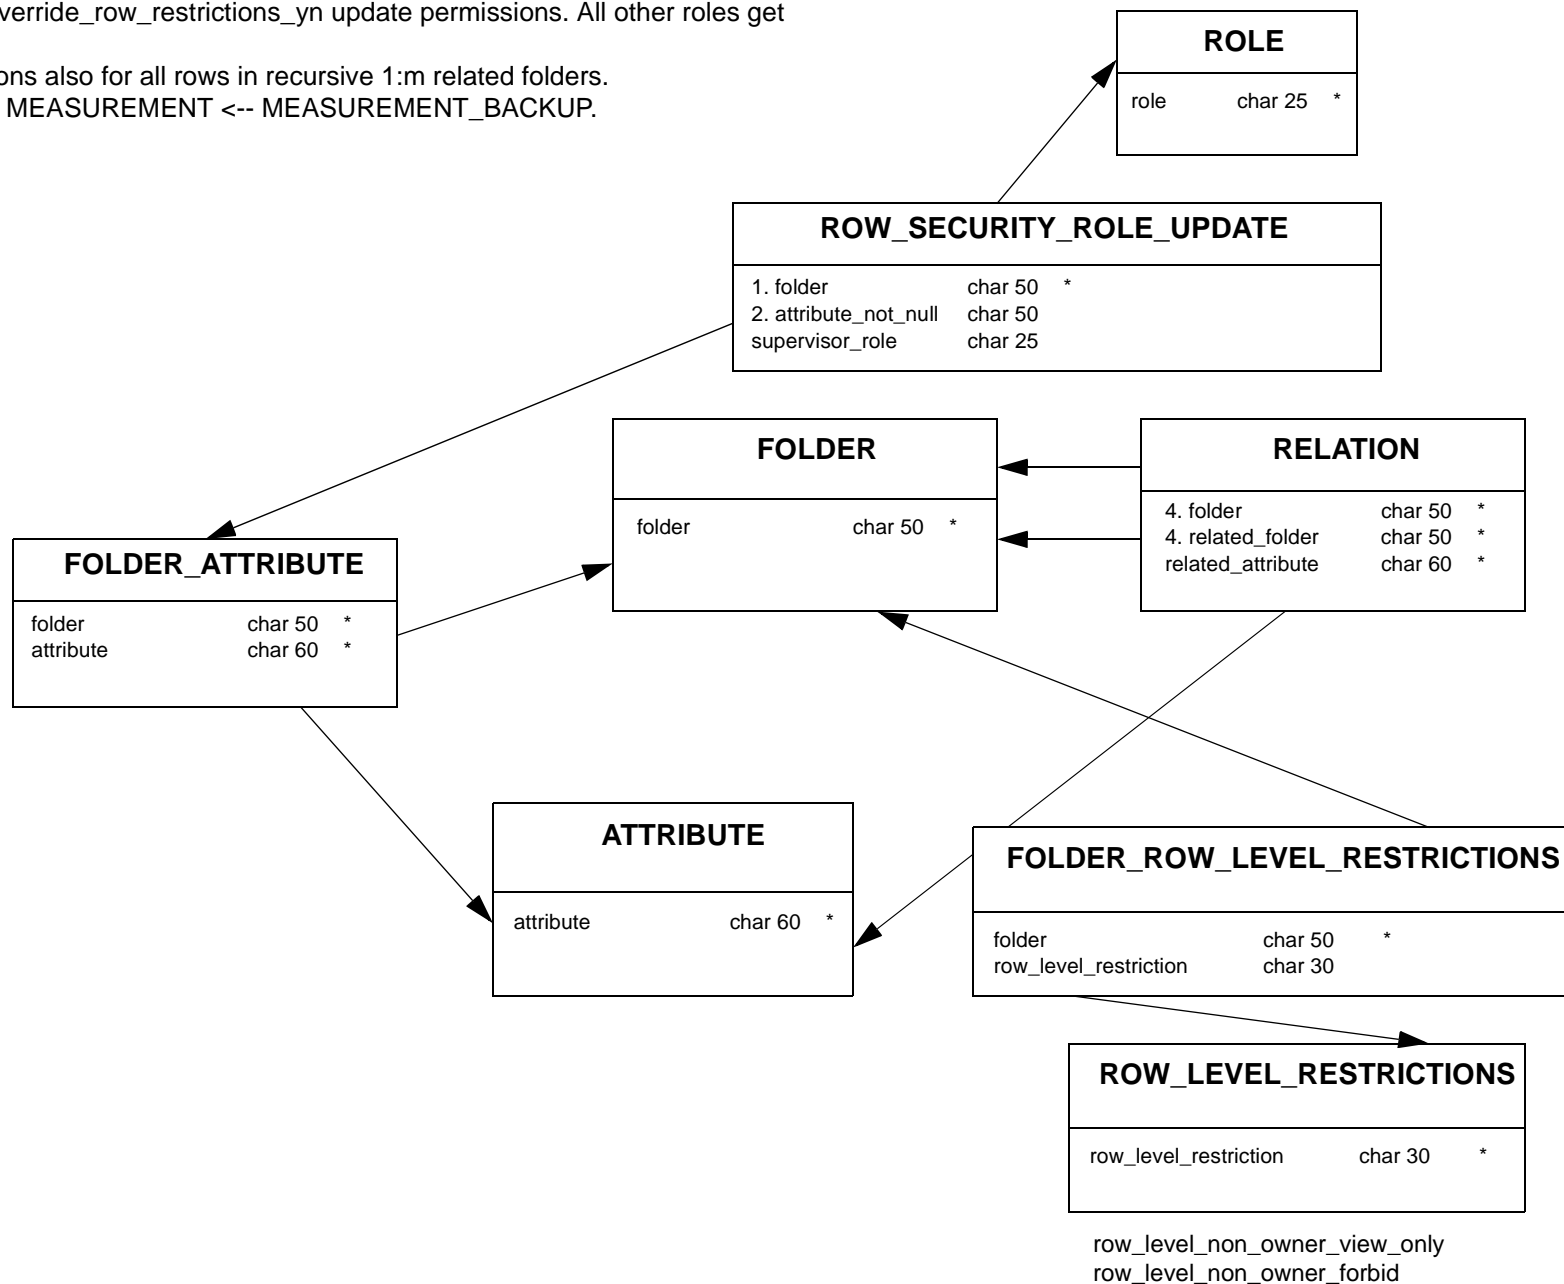 verride_row_restrictions_yn update permissions. All other roles get
ons also for all rows in recursive 1:m related folders.
MEASUREMENT <-- MEASUREMENT_BACKUP.
ROLE
role char 25 *
ROW_SECURITY_ROLE_UPDATE
1. folder char 50 *
2. attribute_not_null char 50
supervisor_role char 25
FOLDER
folder char 50 *
RELATION
4. folder char 50 *
4. related_folder char 50 *
related_attribute char 60 *
FOLDER_ATTRIBUTE
folder char 50 *
attribute char 60 *
ATTRIBUTE
attribute char 60 *
FOLDER_ROW_LEVEL_RESTRICTIONS
folder char 50 *
row_level_restriction char 30
ROW_LEVEL_RESTRICTIONS
row_level_restriction char 30 *
row_level_non_owner_view_only
row_level_non_owner_forbid